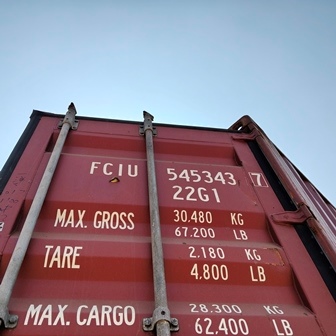 FCIU 545343 7
22G1
MAX. GROSS 30.480 KG
67.200 LB
TARE 2.180 KG
4,800 LB
MAX. CARGO 28.300 KG
62.400 LB